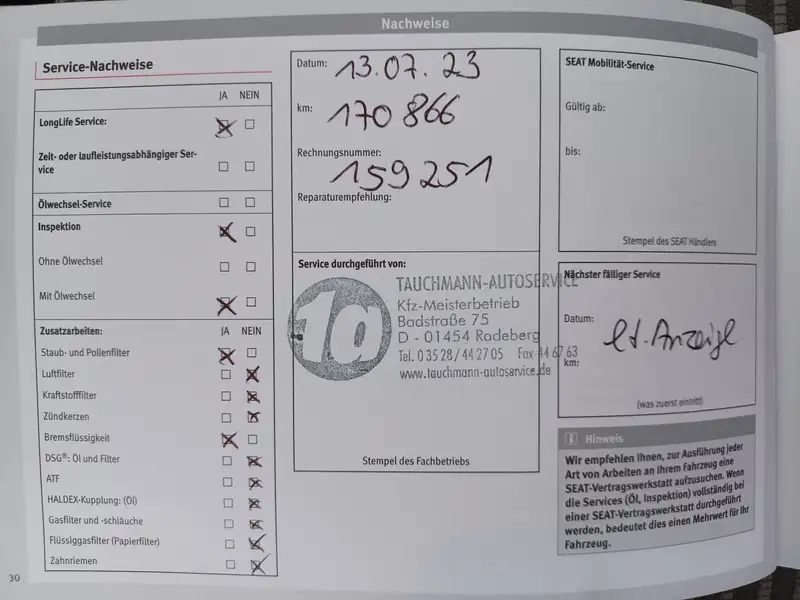 Nachweise
Service-Nachweise
JA NEIN
LongLife Service:
Zeit- oder laufleistungsabhängiger Ser-
vice
Ölwechsel-Service
Inspektion
Ohne Ölwechsel
Mit Ölwechsel
Zusatzarbeiten: JA NEIN
Staub- und Pollenfilter
Luftfilter
Kraftstofffilter
Zündkerzen
Bremsflüssigkeit
DSG®: Öl und Filter
ATF
HALDEX-Kupplung: (Öl)
Gasfilter und -schläuche
Flüssiggasfilter (Papierfilter)
Zahnriemen
30
Datum: 13.07.23
km: 170 866
Rechnungsnummer:
159 251
Reparaturempfehlung:
Service durchgeführt von:
1a
TAUCHMANN-AUTOSERVICE
Kfz-Meisterbetrieb
Badstraße 75
D - 01454 Radeberg
Tel. 0 35 28 / 44 27 05 Fax 44 67 63
www.tauchmann-autoservice.de
Stempel des Fachbetriebs
SEAT Mobilität-Service
Gültig ab:
bis:
Stempel des SEAT Händlers
Nächster fälliger Service
Datum:
lt. Anzeige
km:
(was zuerst eintritt)
Hinweis
Wir empfehlen Ihnen, zur Ausführung jeder
Art von Arbeiten an Ihrem Fahrzeug eine
SEAT-Vertragswerkstatt aufzusuchen. Wenn
die Services (Öl, Inspektion) vollständig bei
einer SEAT-Vertragswerkstatt durchgeführt
werden, bedeutet dies einen Mehrwert für Ihr
Fahrzeug.